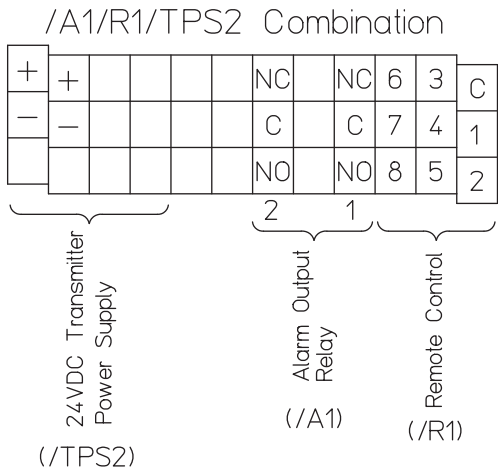 /A1/R1/TPS2 Combination
+ + NC NC 6 3 C
- - C C 7 4 1
NO NO 8 5 2
2 1
24VDC Transmitter
Power Supply
(/TPS2)
Alarm Output
Relay
(/A1)
Remote Control
(/R1)